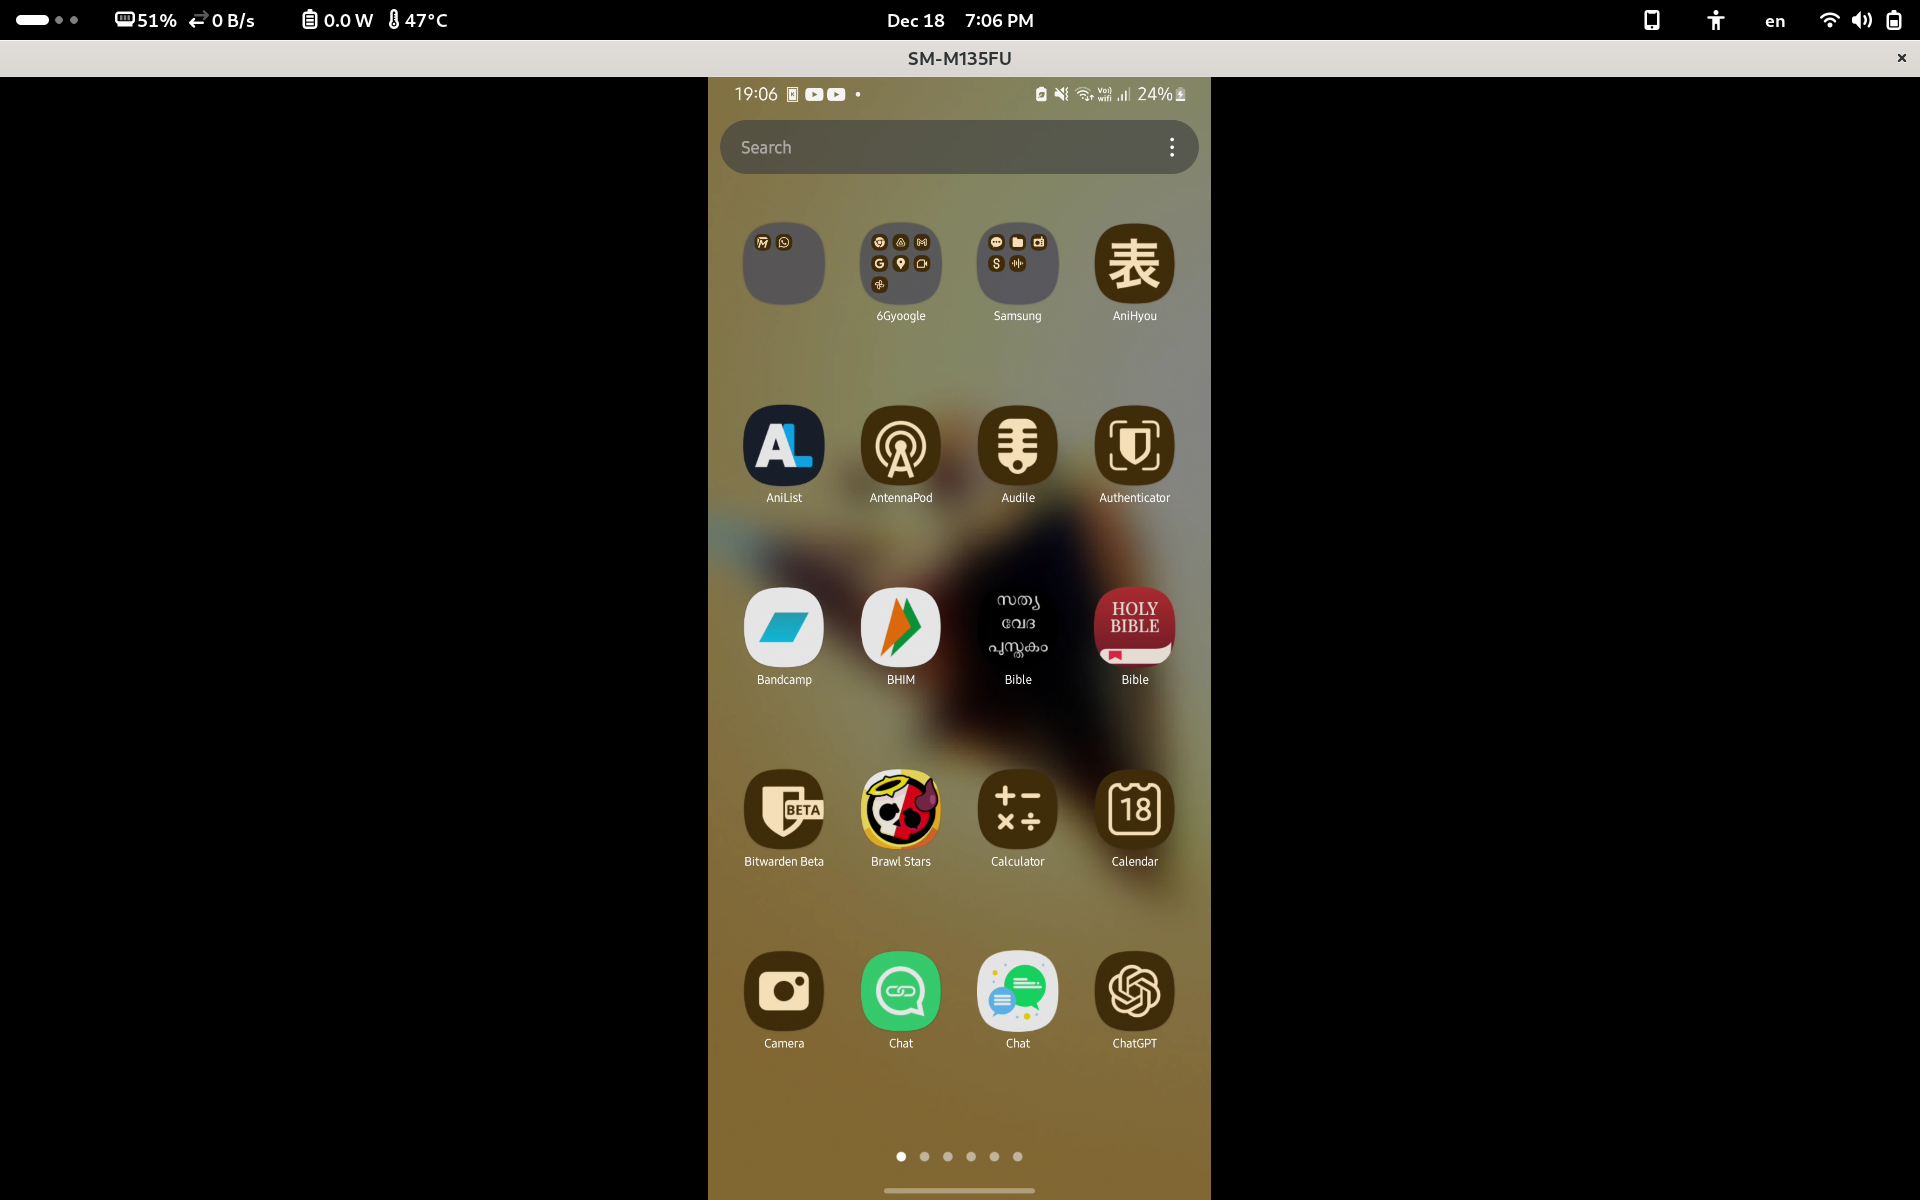 51% 0 B/s 0.0 W 47°C Dec 18 7:06 PM en
SM-M135FU
19:06 24%
Search
6Gyoogle Samsung 表 AniHyou
AL
AniList AntennaPod Audile Authenticator
സത്യ
വേദ
പുസ്തകം
HOLY
BIBLE
Bandcamp BHIM Bible Bible
BETA
18
Bitwarden Beta Brawl Stars Calculator Calendar
Camera Chat Chat ChatGPT